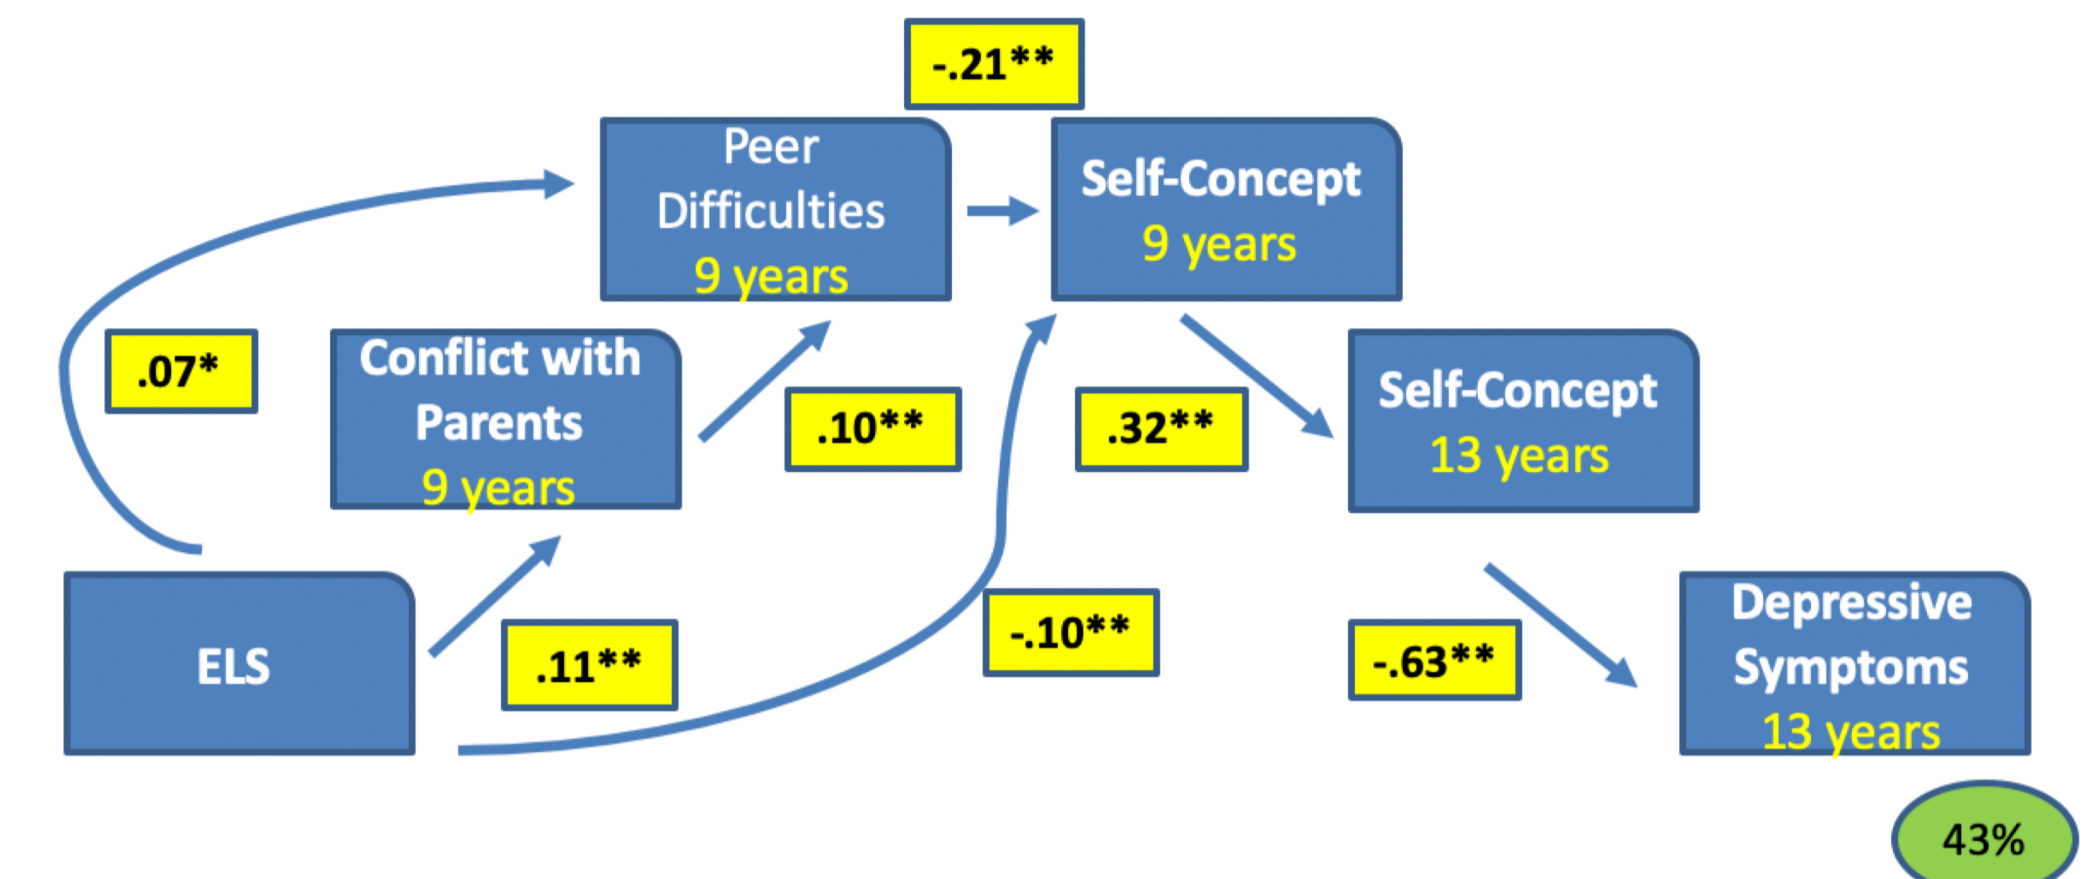 -.21**
Peer
Difficulties
9 years
Self-Concept
9 years
.07*
Conflict with
Parents
9 years
.10**
.32**
Self-Concept
13 years
ELS
.11**
-.10**
-.63**
Depressive
Symptoms
13 years
43%